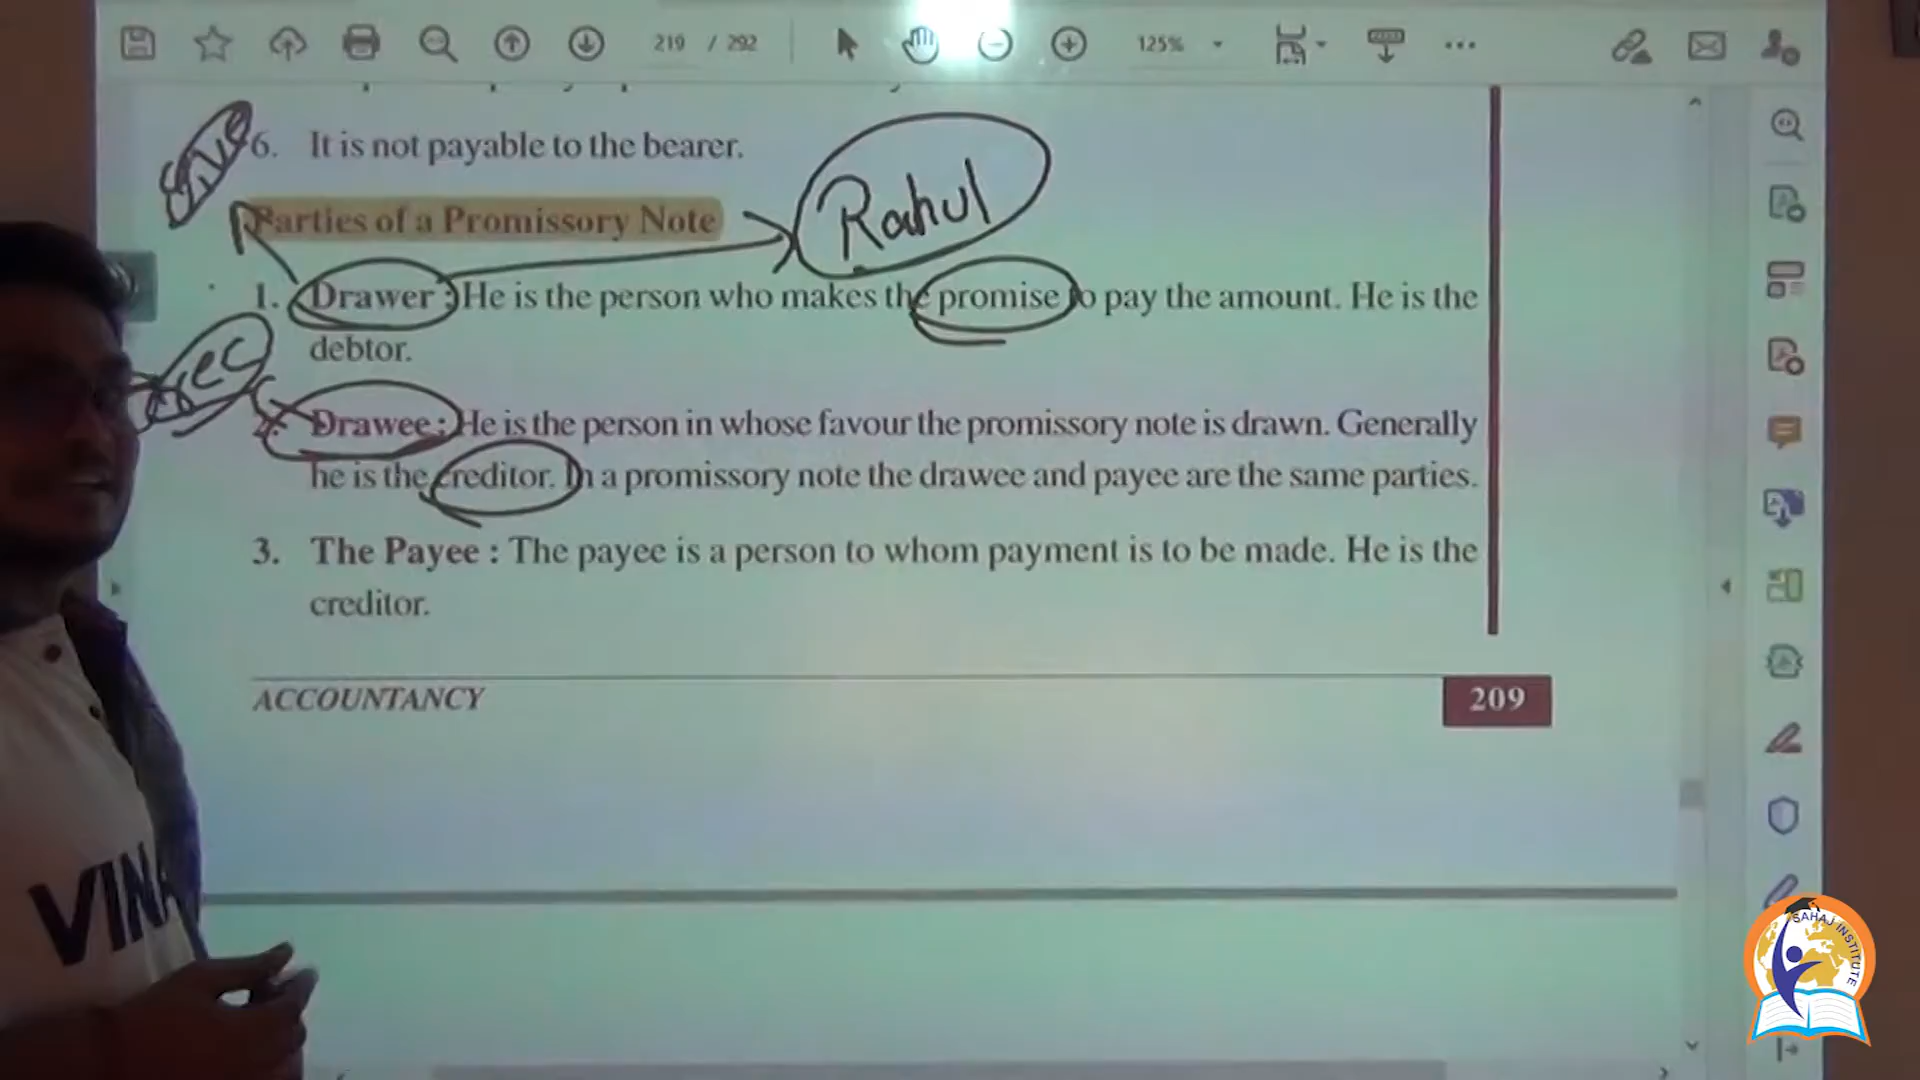 219 / 292
125%
Give
6. It is not payable to the bearer.
Rahul
Parties of a Promissory Note
1. Drawer : He is the person who makes the promise to pay the amount. He is the
debtor.
Rec
2. Drawee : He is the person in whose favour the promissory note is drawn. Generally
he is the creditor. In a promissory note the drawee and payee are the same parties.
3. The Payee : The payee is a person to whom payment is to be made. He is the
creditor.
ACCOUNTANCY
209
VINA
SAHAJ INSTITUTE